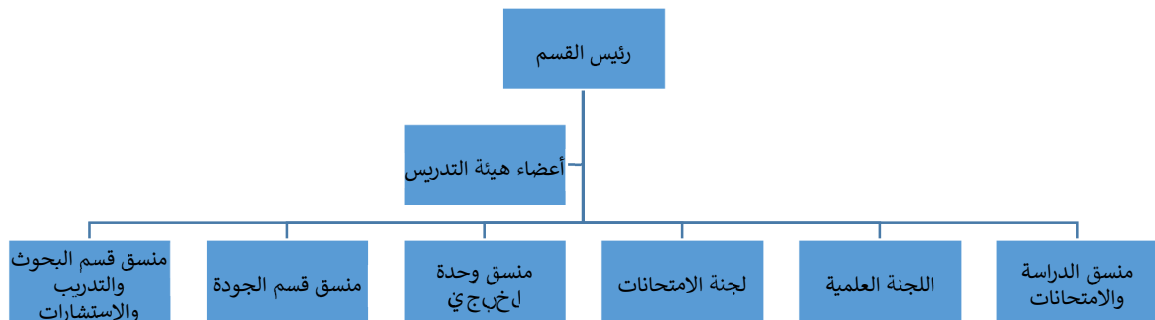 رئيس القسم
أعضاء هيئة التدريس
منسق الدراسة
والامتحانات
اللجنة العلمية
لجنة الامتحانات
منسق وحدة
منسق قسم الجودة
منسق قسم البحوث
والتدريب
والاستشارات